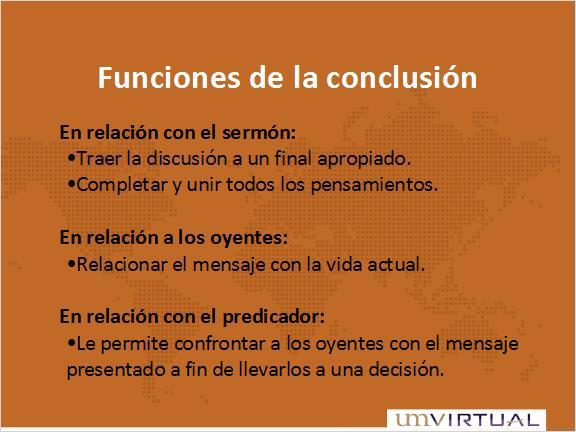 Funciones de la conclusión
En relación con el sermón:
•Traer la discusión a un final apropiado.
•Completar y unir todos los pensamientos.
En relación a los oyentes:
•Relacionar el mensaje con la vida actual.
En relación con el predicador:
•Le permite confrontar a los oyentes con el mensaje
presentado a fin de llevarlos a una decisión.
umVIRTUAL